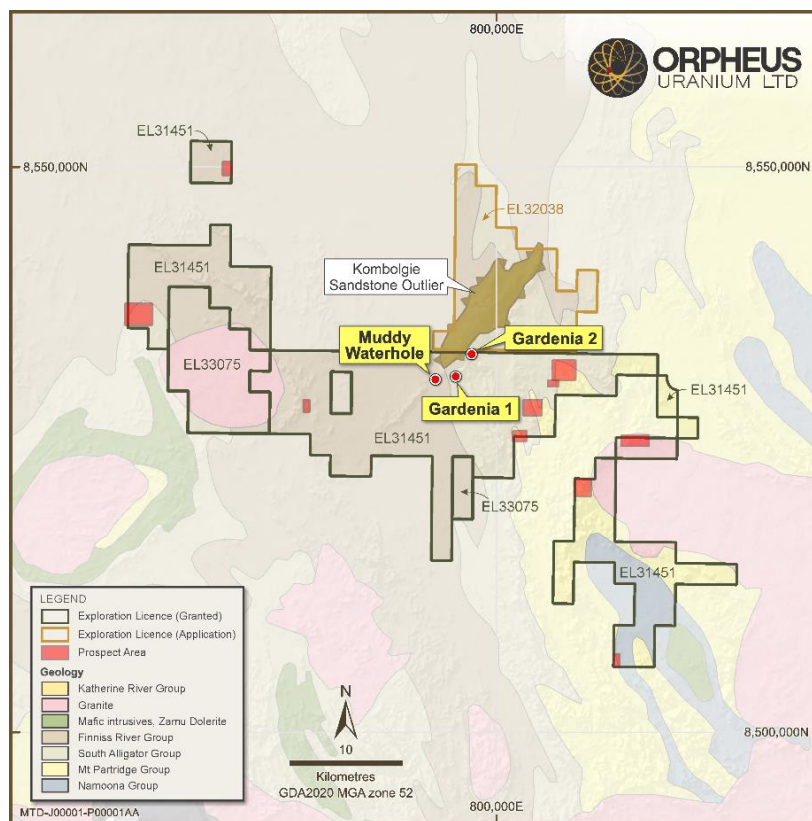 800,000E
ORPHEUS
URANIUM LTD
EL31451
8,550,000N
8,550,000N
EL32038
EL31451
Kombolgie
Sandstone Outlier
Muddy
Waterhole
Gardenia 2
EL33075
EL31451
Gardenia 1
EL31451
EL33075
EL31451
LEGEND
Exploration Licence (Granted)
Exploration Licence (Application)
Prospect Area
Geology
Katherine River Group
Granite
Mafic intrusives, Zamu Dolerite
Finniss River Group
South Alligator Group
Mt Partridge Group
Namoona Group
N
10
Kilometres
GDA2020 MGA zone 52
8,500,000N
800,000E
MTD-J00001-P00001AA